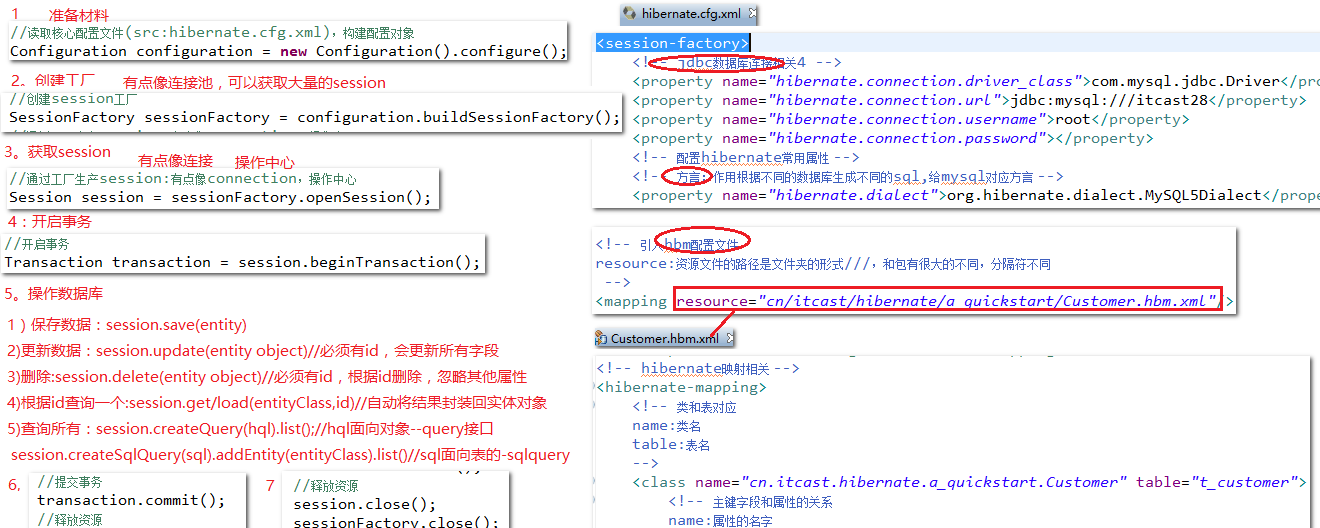 1 准备材料
//读取核心配置文件(src:hibernate.cfg.xml)，构建配置对象
Configuration configuration = new Configuration().configure();
2。创建工厂 有点像连接池，可以获取大量的session
//创建session工厂
SessionFactory sessionFactory = configuration.buildSessionFactory();
3。获取session 有点像连接 操作中心
//通过工厂生产session:有点像connection，操作中心
Session session = sessionFactory.openSession();
4：开启事务
//开启事务
Transaction transaction = session.beginTransaction();
5。操作数据库
1）保存数据：session.save(entity)
2)更新数据：session.update(entity object)//必须有id，会更新所有字段
3)删除:session.delete(entity object)//必须有id，根据id删除，忽略其他属性
4)根据id查询一个:session.get/load(entityClass,id)//自动将结果封装回实体对象
5)查询所有：session.createQuery(hql).list();//hql面向对象--query接口
session.createSqlQuery(sql).addEntity(entityClass).list()//sql面向表的-sqlquery
6,
//提交事务
transaction.commit();
//释放资源
7
//释放资源
session.close();
sessionFactory.close();
hibernate.cfg.xml
<session-factory>
<!-- jdbc数据库连接相关4 -->
<property name="hibernate.connection.driver_class">com.mysql.jdbc.Driver</pro
<property name="hibernate.connection.url">jdbc:mysql:///itcast28</property>
<property name="hibernate.connection.username">root</property>
<property name="hibernate.connection.password"></property>
<!-- 配置hibernate常用属性 -->
<!-- 方言：作用根据不同的数据库生成不同的sql,给mysql对应方言 -->
<property name="hibernate.dialect">org.hibernate.dialect.MySQL5Dialect</prope
<!-- 引入hbm配置文件
resource:资源文件的路径是文件夹的形式///，和包有很大的不同，分隔符不同
-->
<mapping resource="cn/itcast/hibernate/a_quickstart/Customer.hbm.xml"/>
Customer.hbm.xml
<!-- hibernate映射相关 -->
<hibernate-mapping>
<!-- 类和表对应
name:类名
table:表名
-->
<class name="cn.itcast.hibernate.a_quickstart.Customer" table="t_customer">
<!-- 主键字段和属性的关系
name:属性的名字